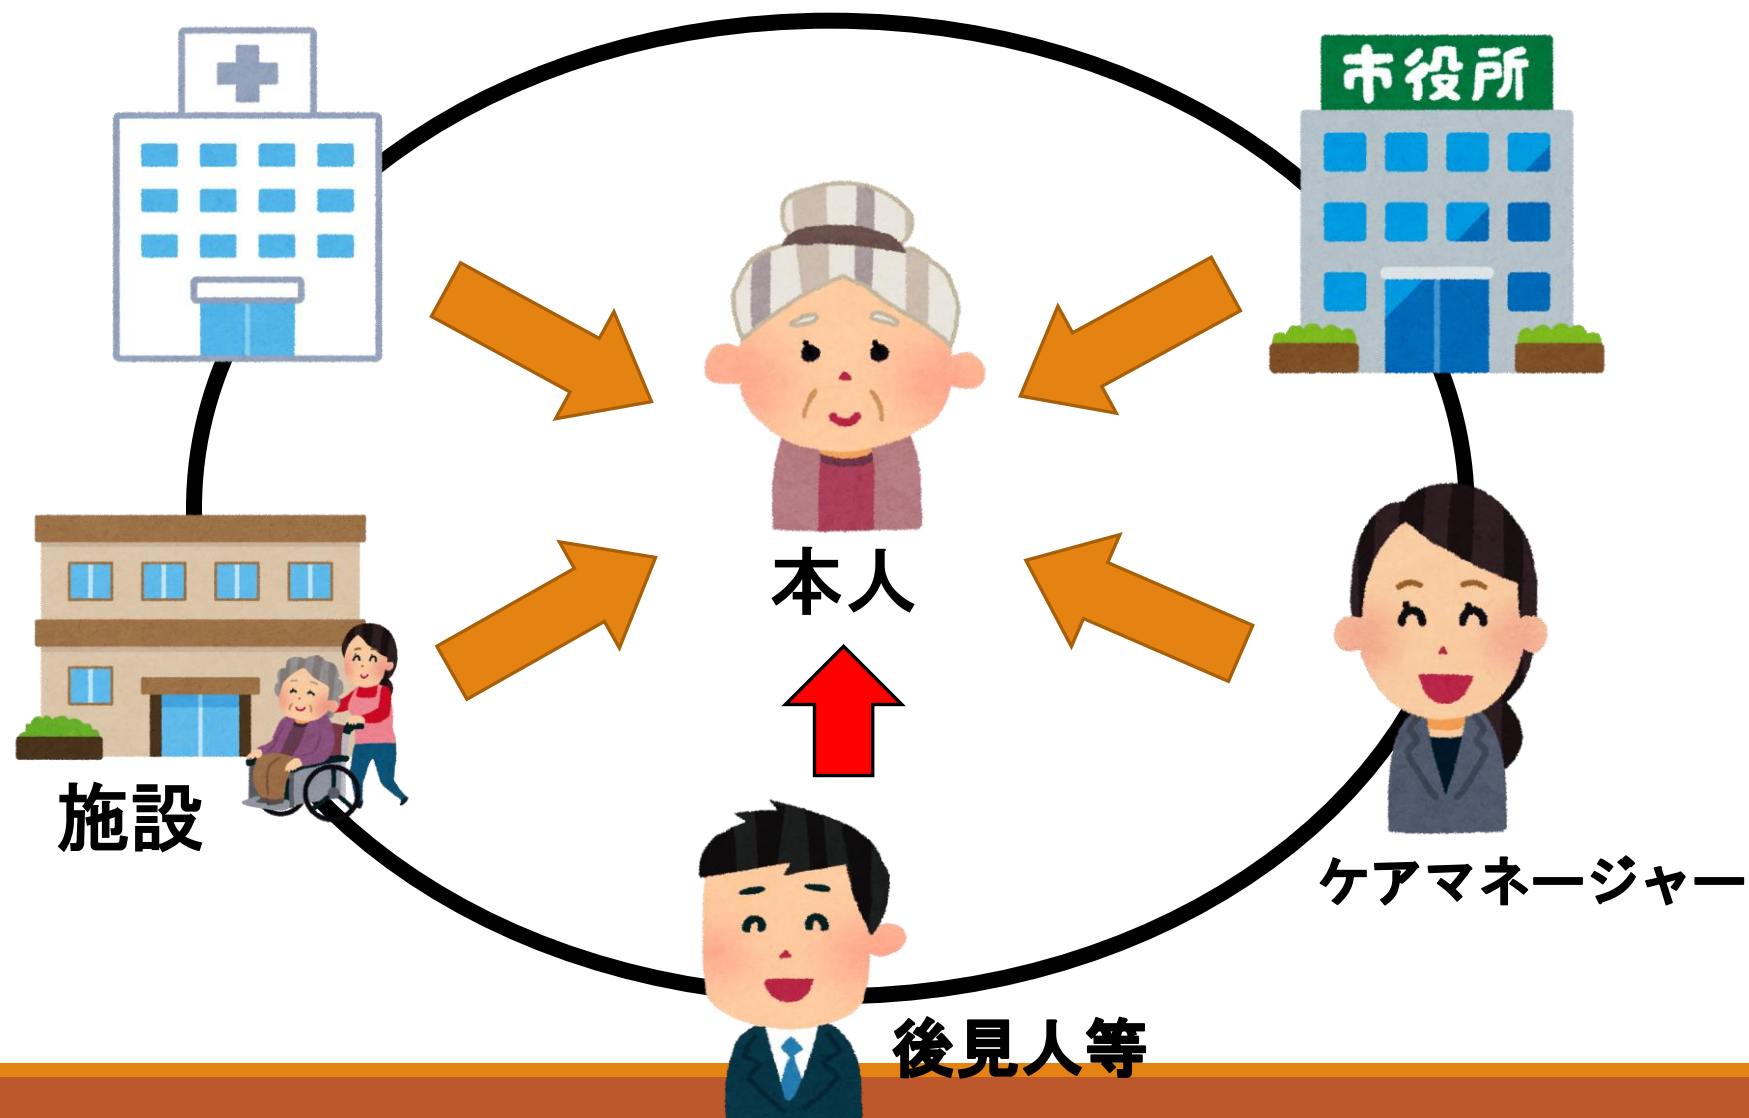 市役所
本人
施設
ケアマネージャー
後見人等